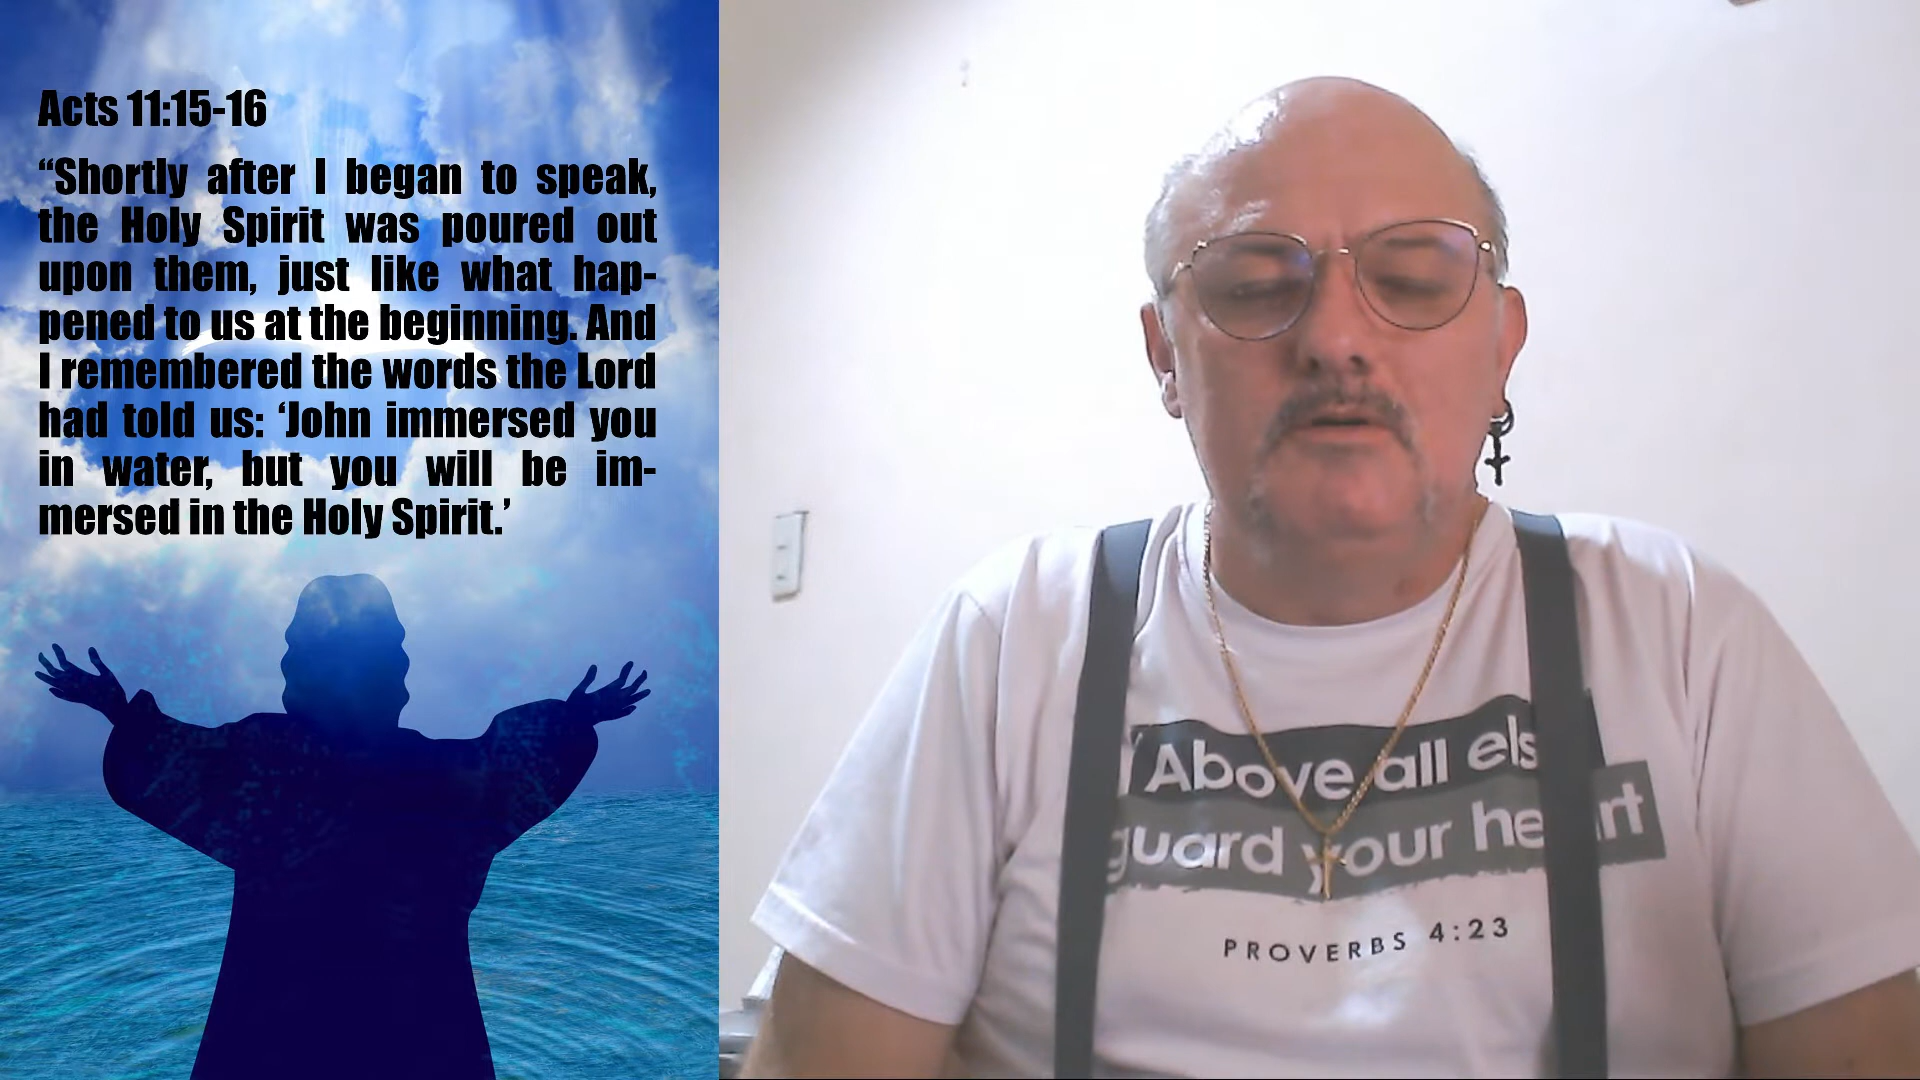 Acts 11:15-16
“Shortly after I began to speak,
the Holy Spirit was poured out
upon them, just like what hap-
pened to us at the beginning. And
I remembered the words the Lord
had told us: ‘John immersed you
in water, but you will be im-
mersed in the Holy Spirit.’
Above all els
guard your he rt
PROVERBS 4:23